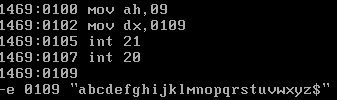 1469:0100 mov ah,09
1469:0102 mov dx,0109
1469:0105 int 21
1469:0107 int 20
1469:0109
-e 0109 "abcdefghijklmnopqrstuvwxyz$"